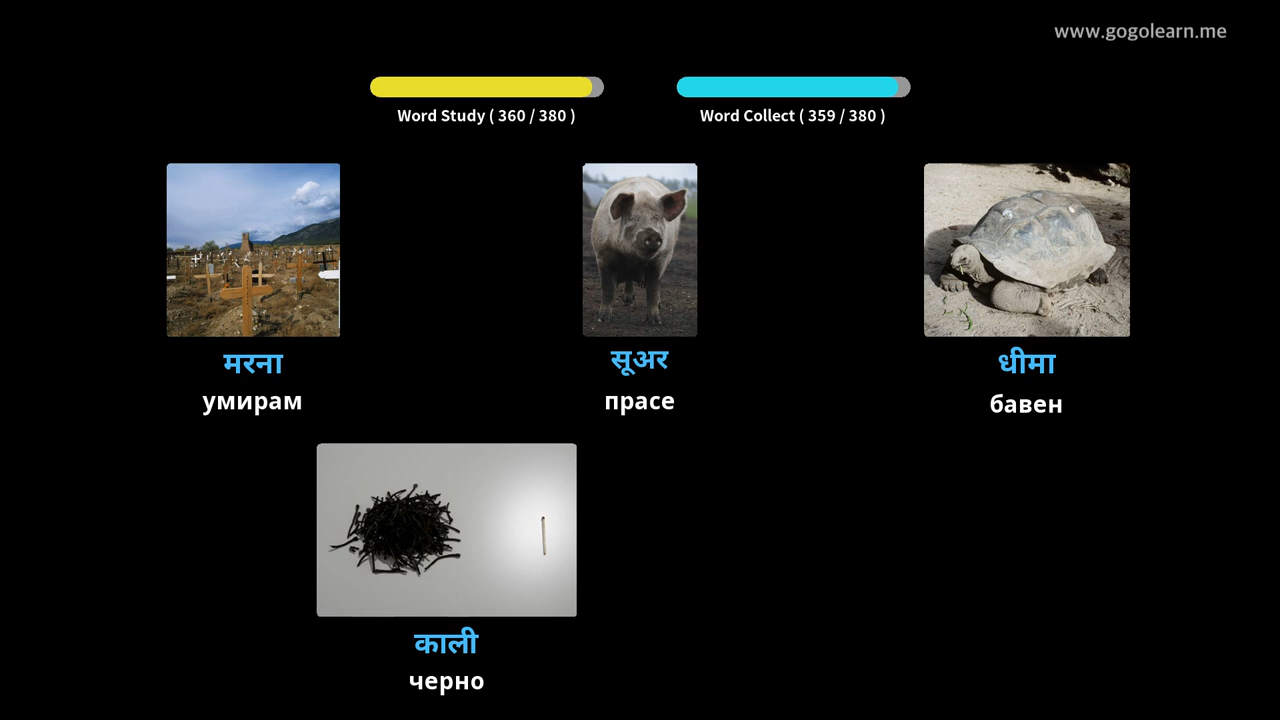 www.gogolearn.me
Word Study ( 360 / 380 )
Word Collect ( 359 / 380 )
मरना
умирам
सूअर
прасе
धीमा
бавен
काली
черно